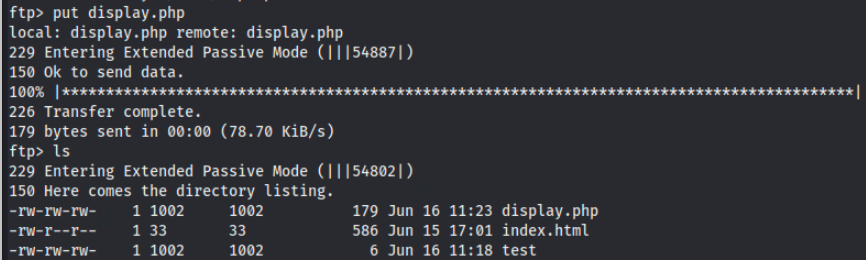 ftp> put display.php
local: display.php remote: display.php
229 Entering Extended Passive Mode (|||54887|)
150 Ok to send data.
100% |******************************************************************************************|
226 Transfer complete.
179 bytes sent in 00:00 (78.70 KiB/s)
ftp> ls
229 Entering Extended Passive Mode (|||54802|)
150 Here comes the directory listing.
-rw-rw-rw-    1 1002     1002          179 Jun 16 11:23 display.php
-rw-r--r--    1 33       33            586 Jun 15 17:01 index.html
-rw-rw-rw-    1 1002     1002            6 Jun 16 11:18 test